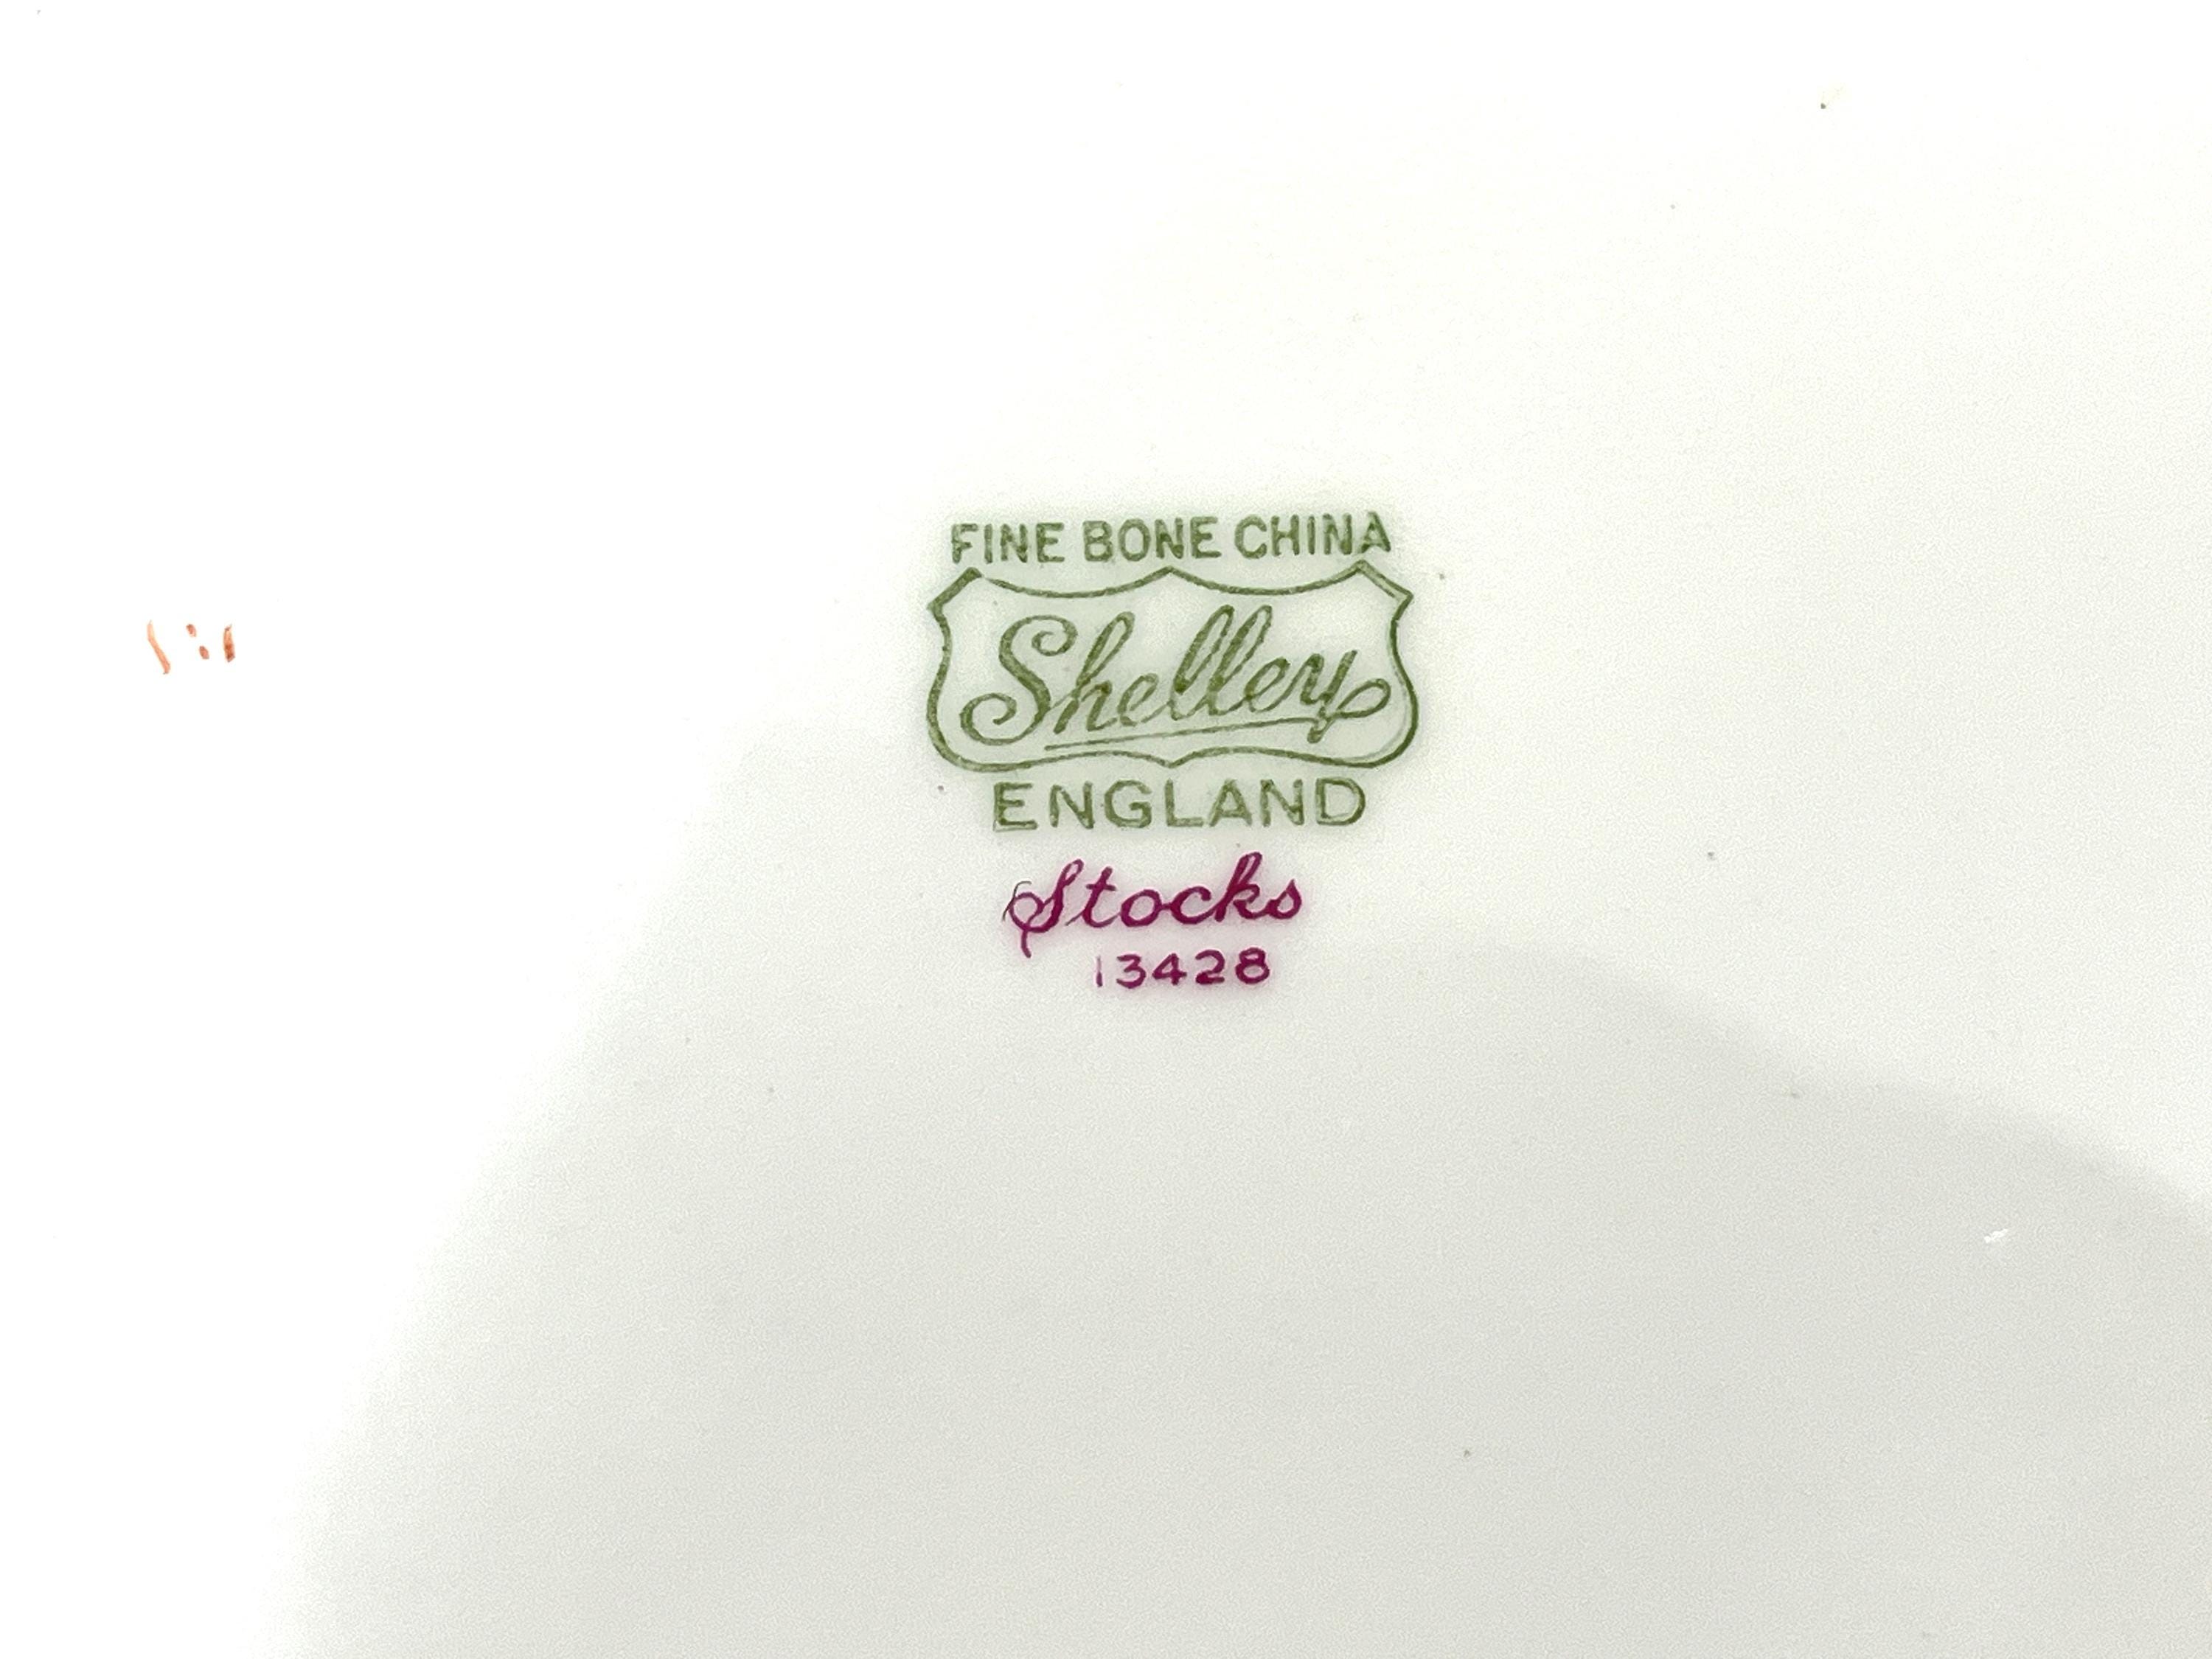 FINE BONE CHINA
Shelley
ENGLAND
Stocks
13428